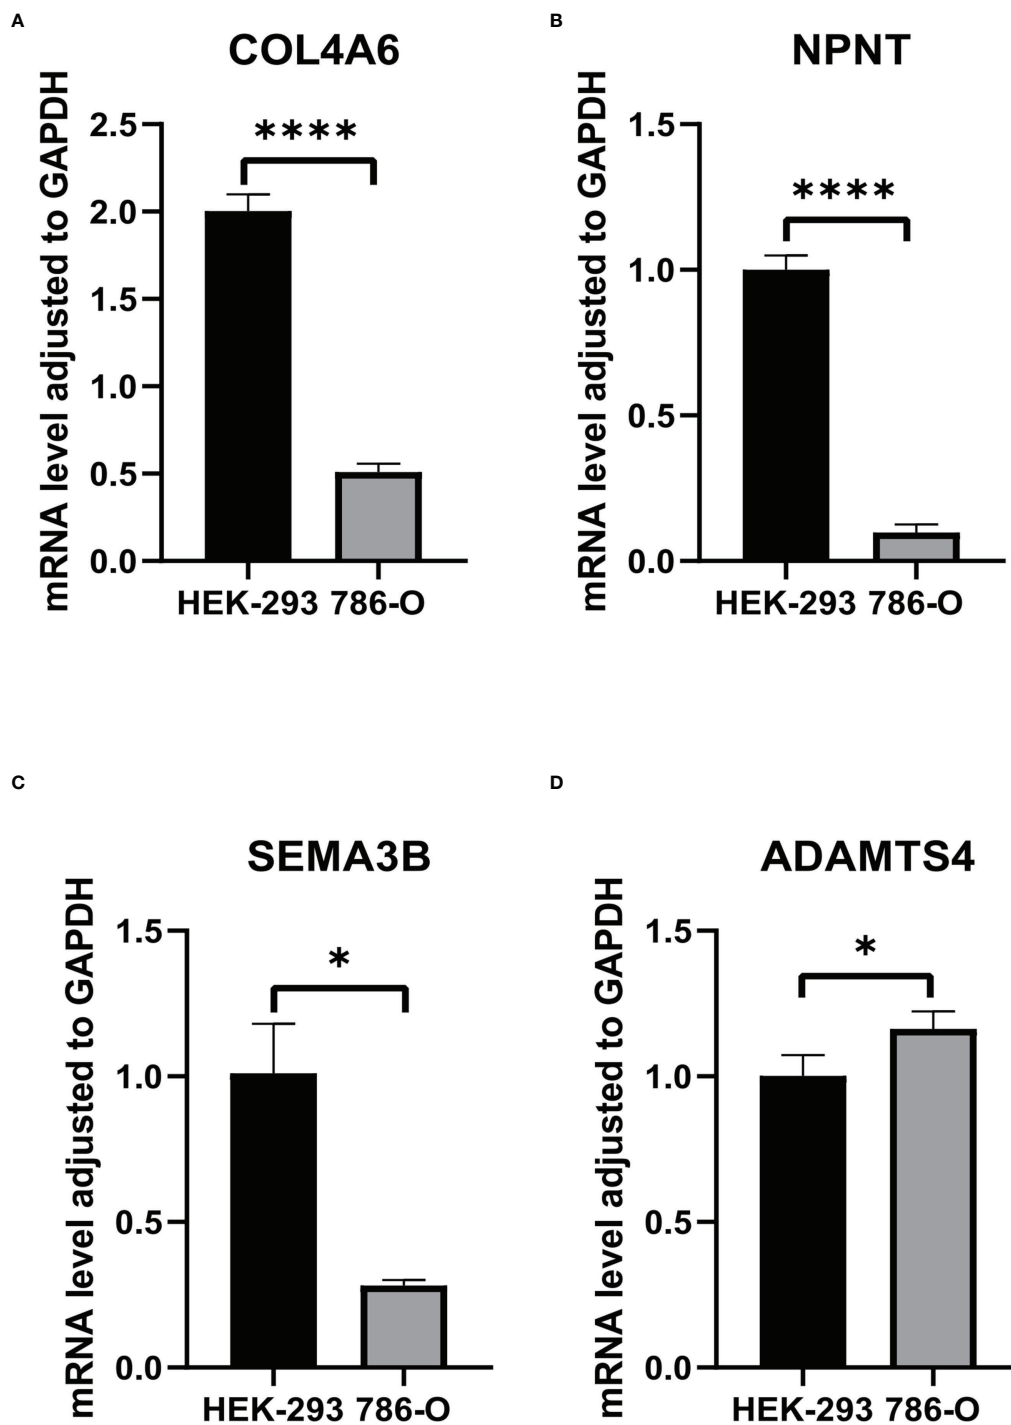 A
COL4A6
mRNA level adjusted to GAPDH
2.5
2.0
1.5
1.0
0.5
0.0
****
HEK-293 786-O
B
NPNT
mRNA level adjusted to GAPDH
1.5
1.0
0.5
0.0
****
HEK-293 786-O
C
SEMA3B
mRNA level adjusted to GAPDH
1.5
1.0
0.5
0.0
*
HEK-293 786-O
D
ADAMTS4
mRNA level adjusted to GAPDH
1.5
1.0
0.5
0.0
*
HEK-293 786-O